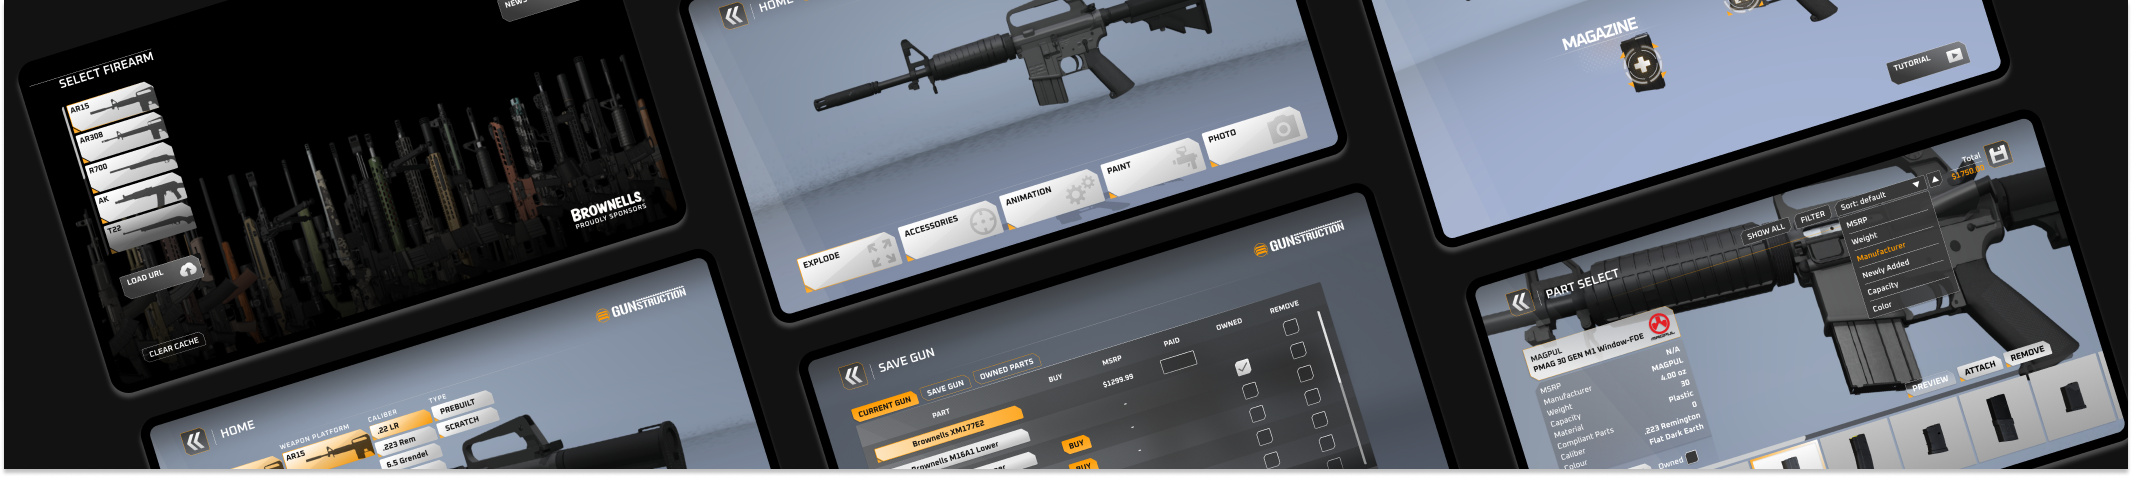 SELECT FIREARM
AR15
AR308
R700
AK
T22
LOAD URL
CLEAR CACHE
NEWS
BROWNELLS
PROUDLY SPONSORS
HOME
EXPLODE
ACCESSORIES
ANIMATION
PAINT
PHOTO
MAGAZINE
TUTORIAL
GUNSTRUCTION
HOME
WEAPON PLATFORM
AR15
CALIBER
.22 LR
.223 Rem
6.5 Grendel
TYPE
PREBUILT
SCRATCH
GUNSTRUCTION
SAVE GUN
CURRENT GUN
SAVE GUN
OWNED PARTS
PART
BUY
MSRP
PAID
OWNED
REMOVE
Brownells XM177E2
$1299.99
-
Brownells M16A1 Lower
BUY
-
BUY
-
PART SELECT
SHOW ALL
FILTER
Sort: default
MSRP
Weight
Manufacturer
Newly Added
Capacity
Color
Total
$1750.
MAGPUL
PMAG 30 GEN M1 Window-FDE
MAGPUL
MSRP N/A
Manufacturer MAGPUL
Weight 4.00 oz
Capacity 30
Material Plastic
Compliant Parts 0
Caliber .223 Remington
Colour Flat Dark Earth
Owned
PREVIEW
ATTACH
REMOVE